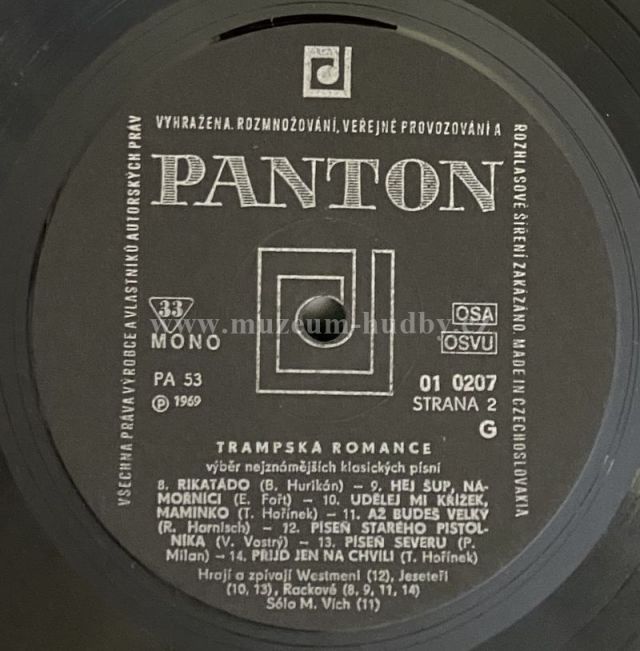 VŠECHNA PRÁVA VÝROBCE A VLASTNÍKŮ AUTORSKÝCH PRÁV
VYHRAŽENA. ROZMNOŽOVÁNÍ, VEŘEJNÉ PROVOZOVÁNÍ A
ROZHLASOVÉ ŠÍŘENÍ ZAKÁZÁNO. MADE IN CZECHOSLOVAKIA
PANTON
33
MONO
OSA
OSVU
www.muzeum-hudby.cz
PA 53
01 0207
℗ 1969
STRANA 2
G
TRAMPSKÁ ROMANCE
výběr nejznámějších klasických písní
8. RIKATÁDO (B. Hurikán) – 9. HEJ ŠUP, NÁ-
MOŘNÍCI (E. Fořt) – 10. UDĚLEJ MI KŘÍŽEK,
MAMINKO (T. Hořínek) – 11. AŽ BUDEŠ VELKÝ
(R. Harnisch) – 12. PÍSEŇ STARÉHO PISTOL-
NÍKA (V. Vostrý) – 13. PÍSEŇ SEVERU (P.
Milan) – 14. PŘIJĎ JEN NA CHVÍLI (T. Hořínek)
Hrají a zpívají Westmeni (12), Jeseteři
(10, 13), Rackové (8, 9, 11, 14)
Sólo M. Vích (11)